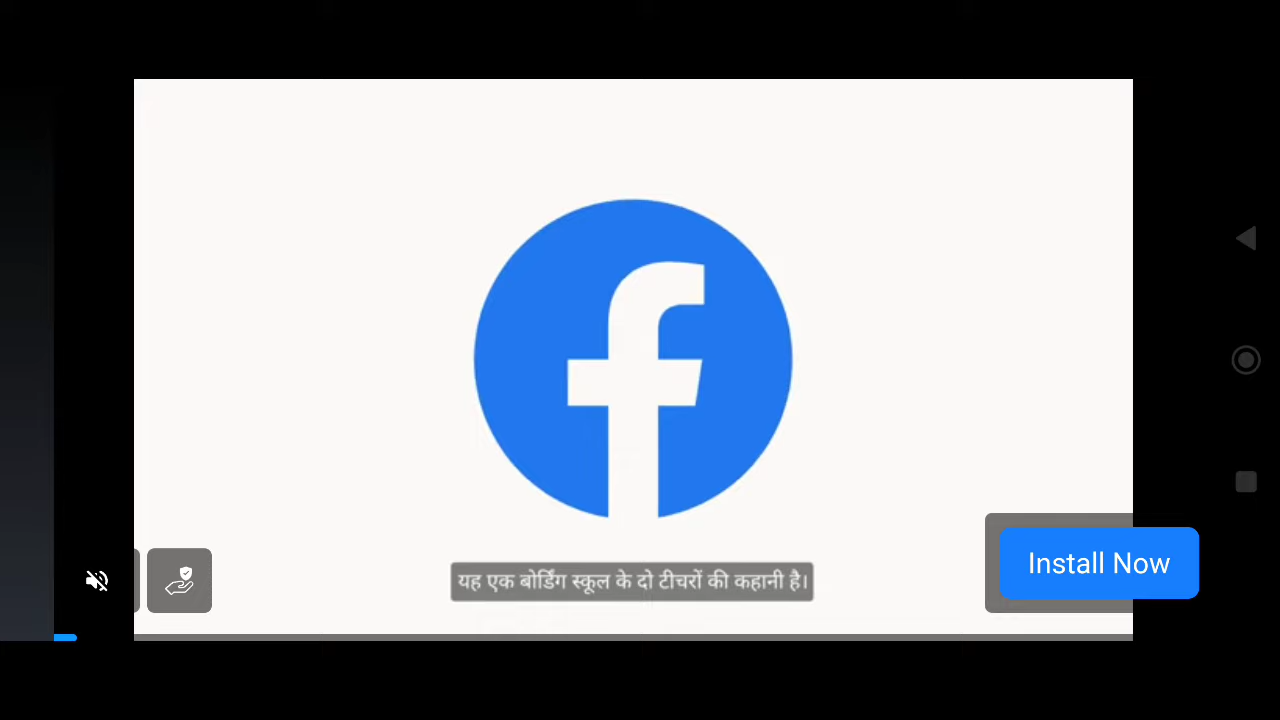 यह एक बोर्डिंग स्कूल के दो टीचरों की कहानी है।
Install Now